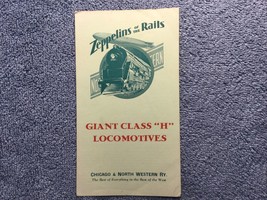 Zeppelins of the Rails
GIANT CLASS "H"
LOCOMOTIVES
CHICAGO & NORTH WESTERN RY.
The Best of Everything in the Best of the West